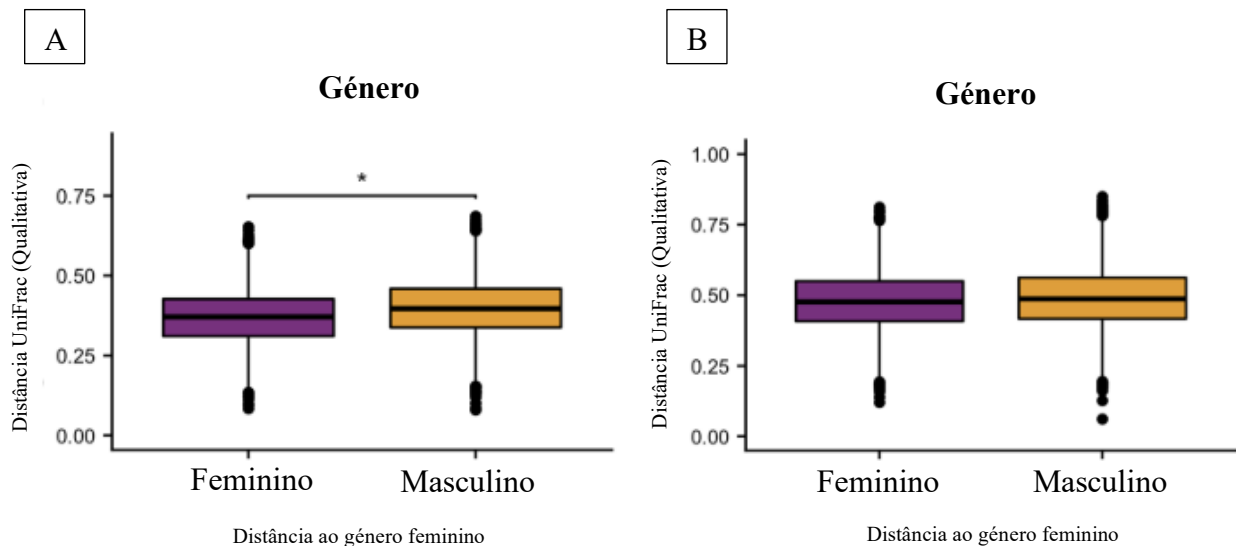 A
Género
Distância UniFrac (Qualitativa)
0.75
0.50
0.25
0.00
*
Feminino Masculino
Distância ao género feminino
B
Género
Distância UniFrac (Qualitativa)
1.00
0.75
0.50
0.25
0.00
Feminino Masculino
Distância ao género feminino